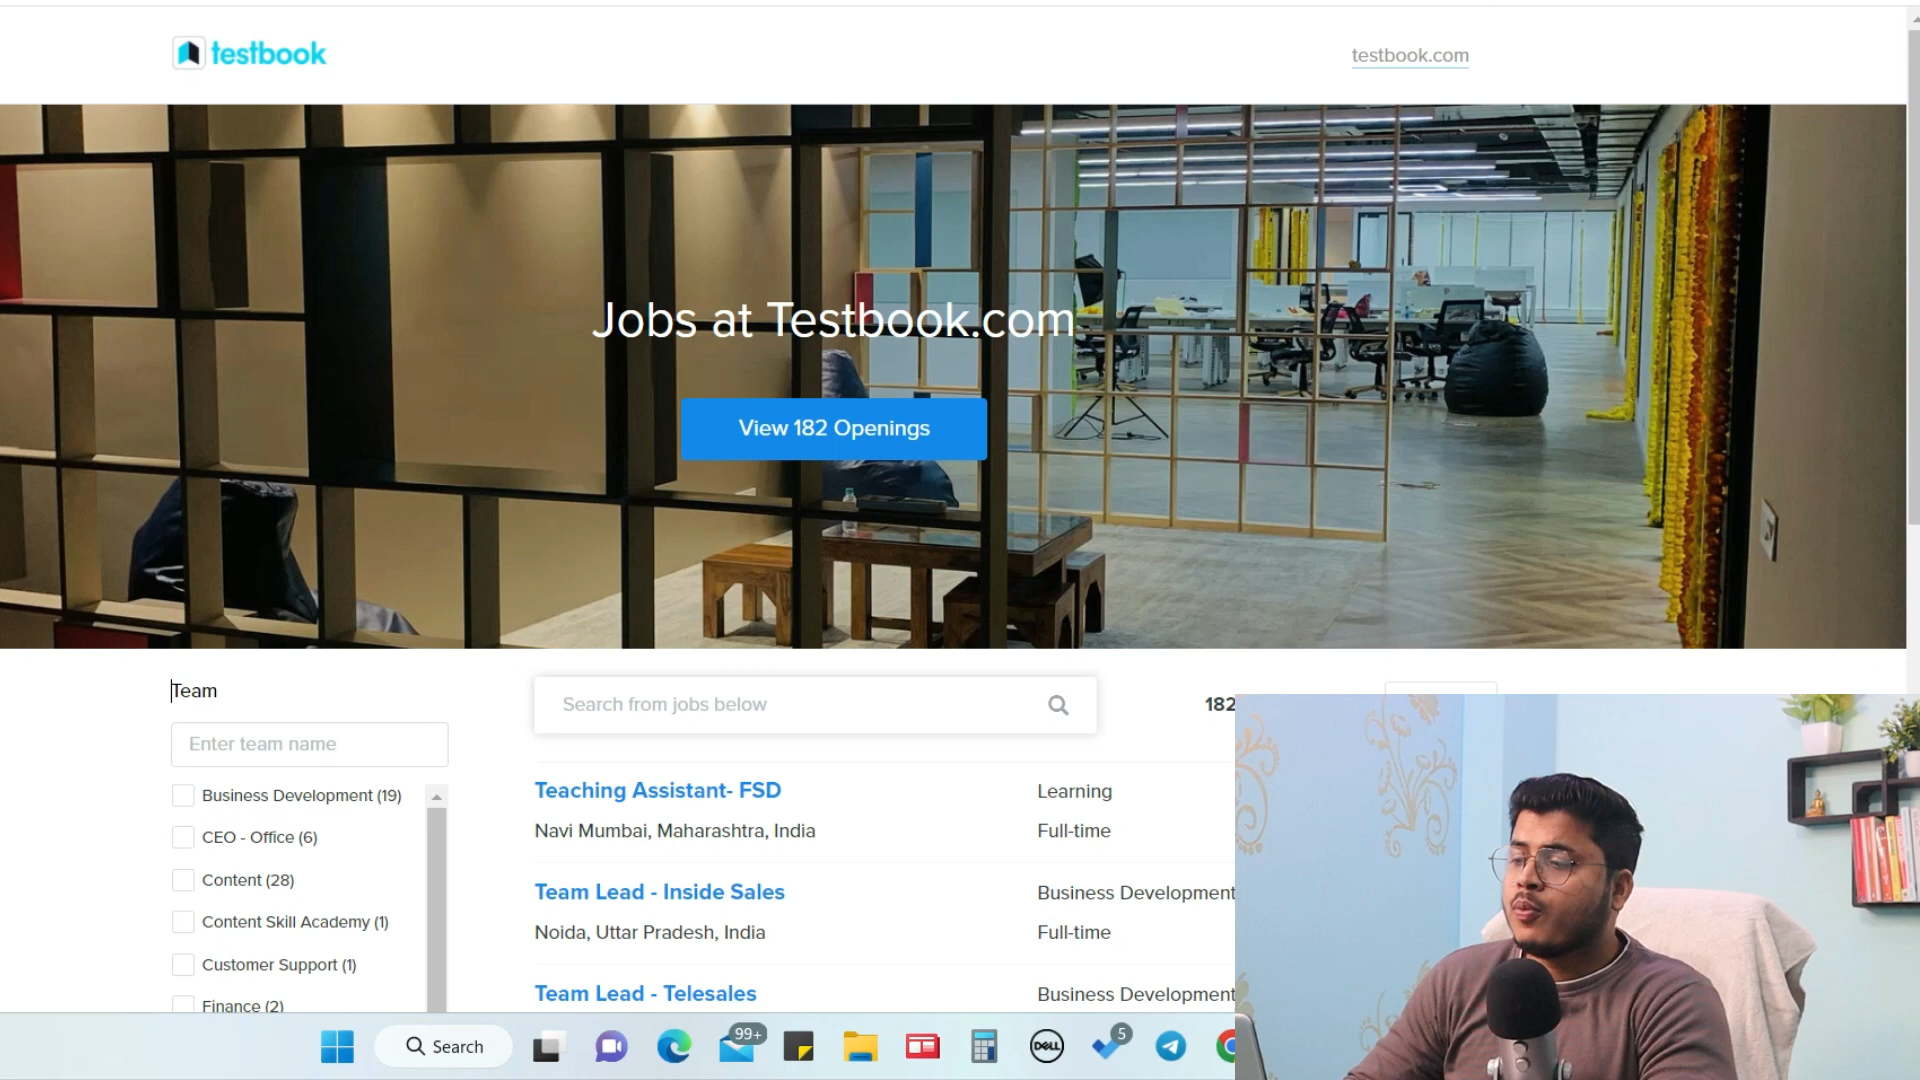 testbook
testbook.com
Jobs at Testbook.com
View 182 Openings
Team
Search from jobs below
182
Enter team name
Business Development (19)
CEO - Office (6)
Content (28)
Content Skill Academy (1)
Customer Support (1)
Finance (2)
Teaching Assistant- FSD
Learning
Navi Mumbai, Maharashtra, India
Full-time
Team Lead - Inside Sales
Business Development
Noida, Uttar Pradesh, India
Full-time
Team Lead - Telesales
Business Development
Search
99+
DELL
5